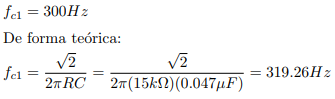 f_{c1} = 300Hz
De forma teórica:
f_{c1} = \frac{\sqrt{2}}{2\pi RC} = \frac{\sqrt{2}}{2\pi(15k\Omega)(0.047\mu F)} = 319.26Hz